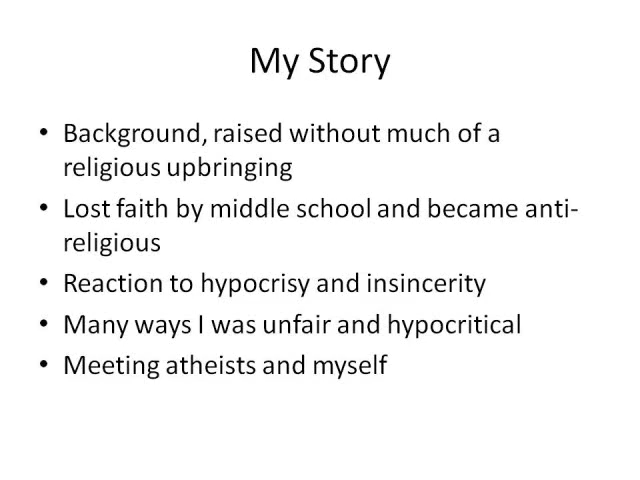 My Story
• Background, raised without much of a
religious upbringing
• Lost faith by middle school and became anti-
religious
• Reaction to hypocrisy and insincerity
• Many ways I was unfair and hypocritical
• Meeting atheists and myself